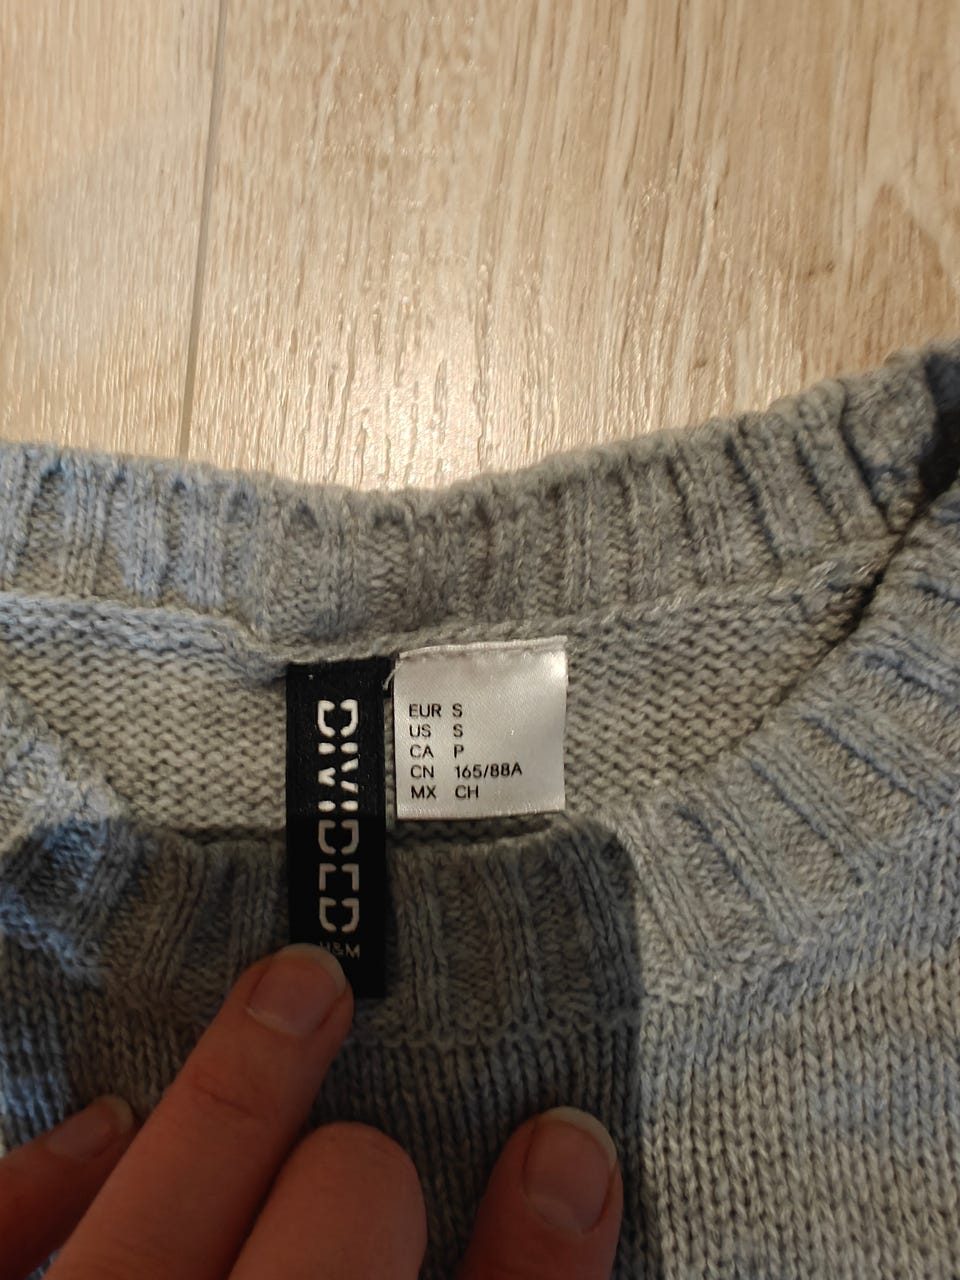 DIVIDED
H&M
EUR S
US S
CA P
CN 165/88A
MX CH